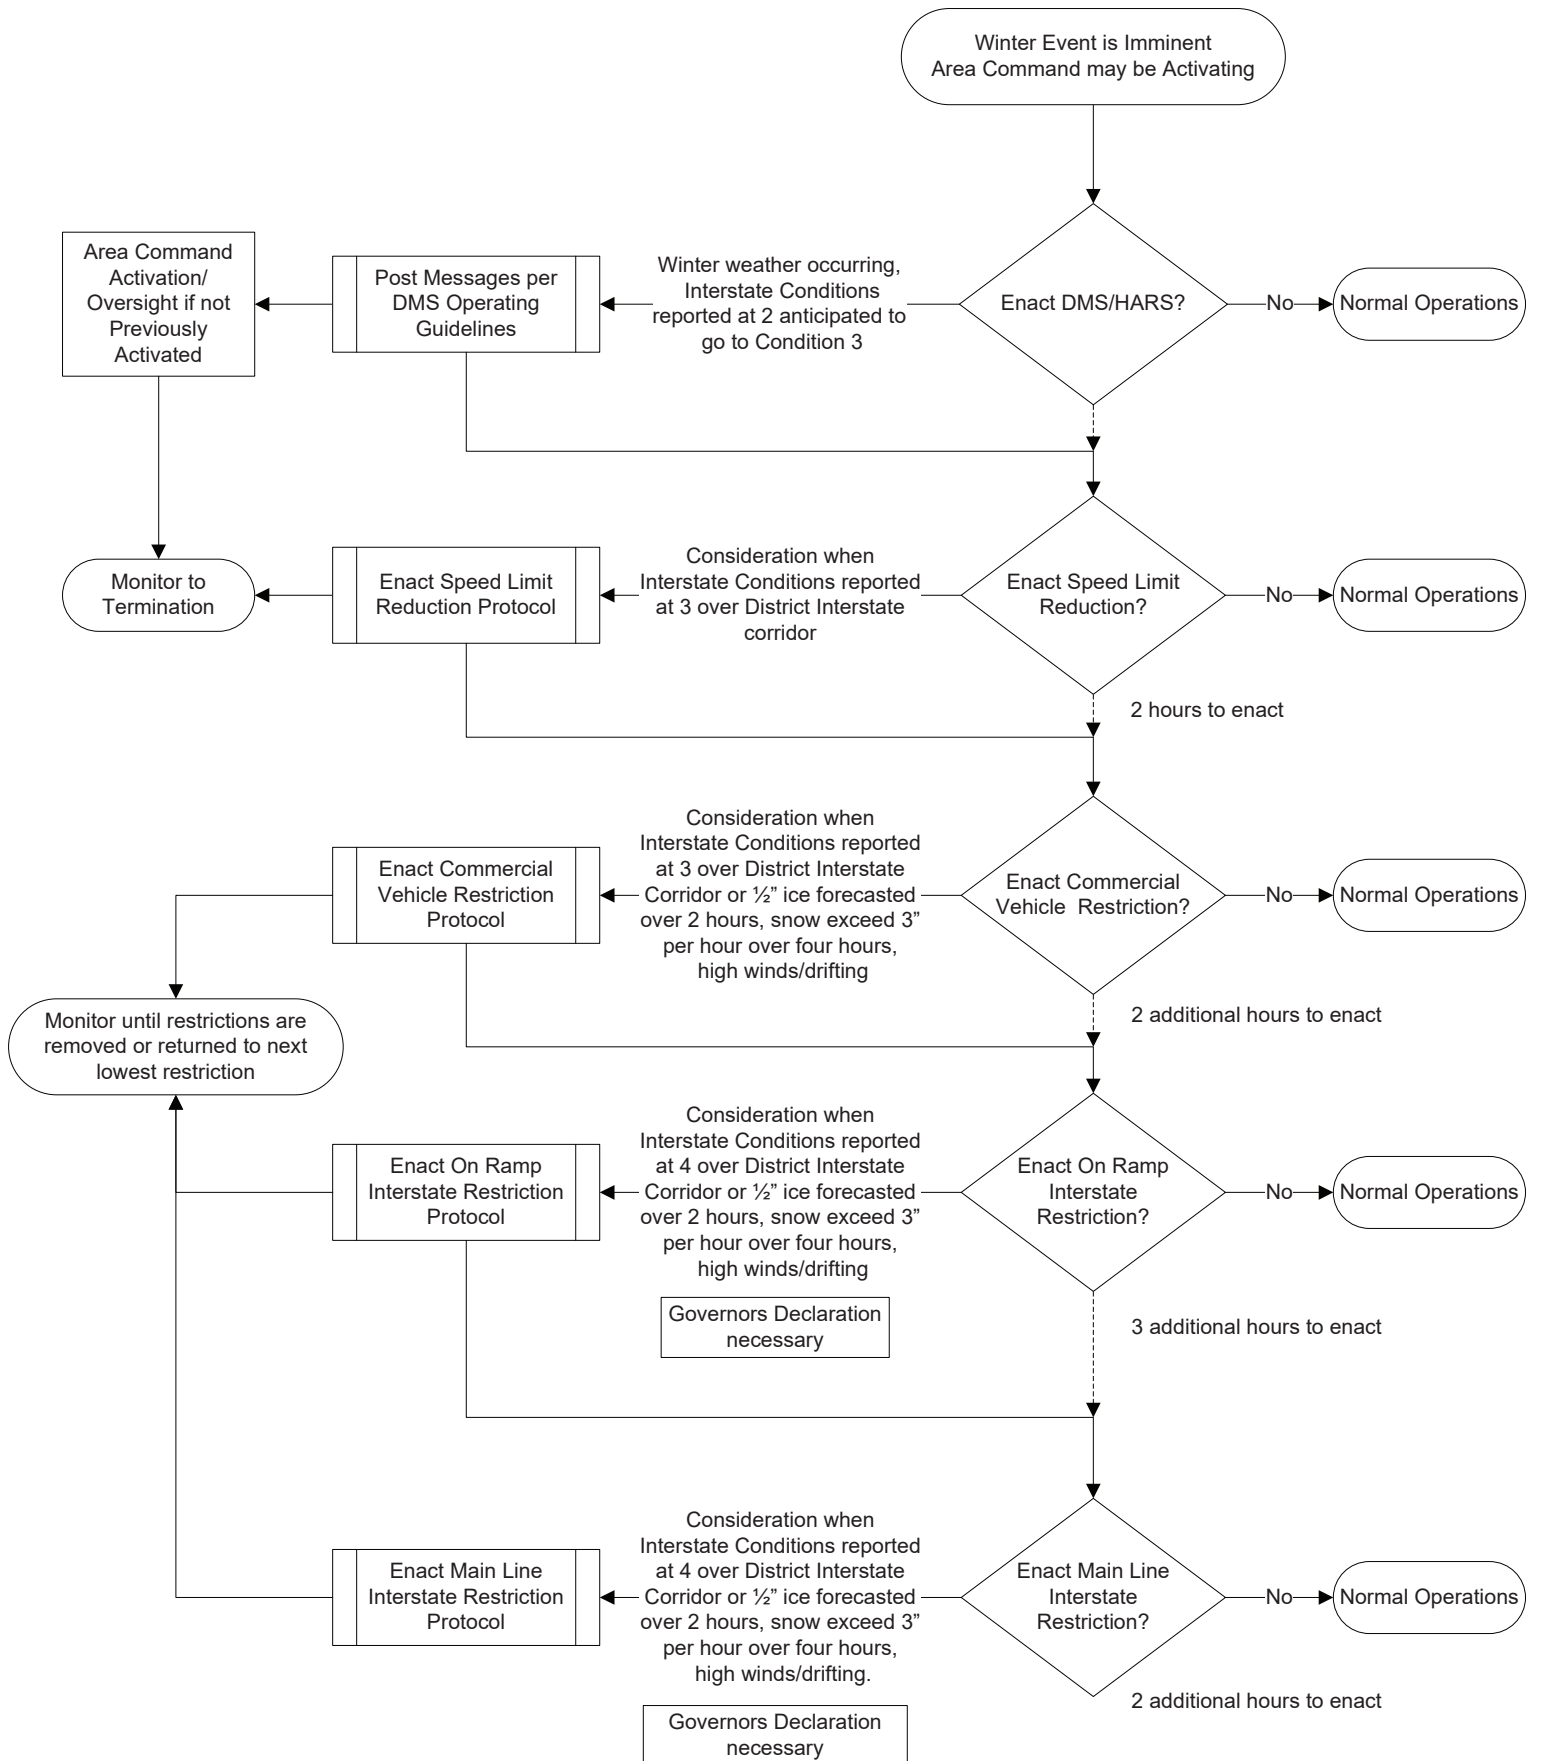 Winter Event is Imminent
Area Command may be Activating
Area Command
Activation/
Oversight if not
Previously
Activated
Post Messages per
DMS Operating
Guidelines
Winter weather occurring,
Interstate Conditions
reported at 2 anticipated to
go to Condition 3
Enact DMS/HARS?
No
Normal Operations
Monitor to
Termination
Enact Speed Limit
Reduction Protocol
Consideration when
Interstate Conditions reported
at 3 over District Interstate
corridor
Enact Speed Limit
Reduction?
No
Normal Operations
2 hours to enact
Enact Commercial
Vehicle Restriction
Protocol
Consideration when
Interstate Conditions reported
at 3 over District Interstate
Corridor or ½” ice forecasted
over 2 hours, snow exceed 3”
per hour over four hours,
high winds/drifting
Enact Commercial
Vehicle Restriction?
No
Normal Operations
2 additional hours to enact
Monitor until restrictions are
removed or returned to next
lowest restriction
Enact On Ramp
Interstate Restriction
Protocol
Consideration when
Interstate Conditions reported
at 4 over District Interstate
Corridor or ½” ice forecasted
over 2 hours, snow exceed 3”
per hour over four hours,
high winds/drifting
Enact On Ramp
Interstate
Restriction?
No
Normal Operations
Governors Declaration
necessary
3 additional hours to enact
Enact Main Line
Interstate Restriction
Protocol
Consideration when
Interstate Conditions reported
at 4 over District Interstate
Corridor or ½” ice forecasted
over 2 hours, snow exceed 3”
per hour over four hours,
high winds/drifting.
Enact Main Line
Interstate
Restriction?
No
Normal Operations
2 additional hours to enact
Governors Declaration
necessary